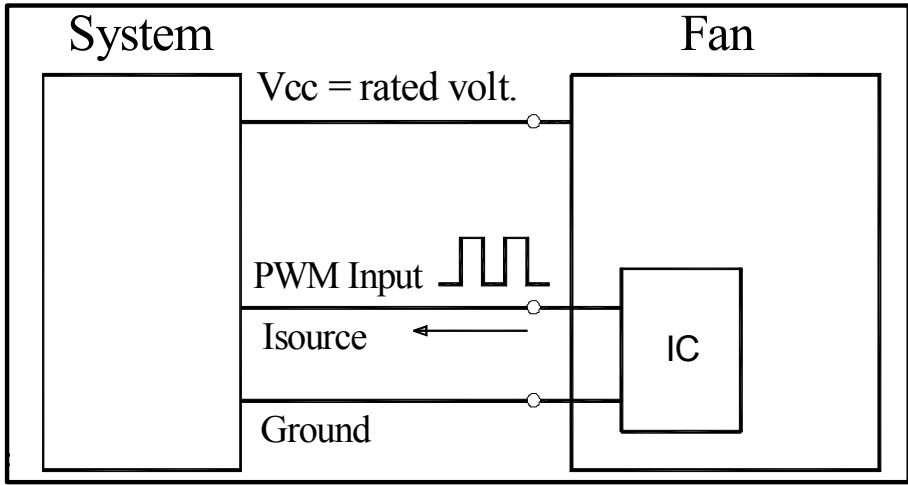 System
Fan
Vcc = rated volt.
PWM Input
Isource
IC
Ground